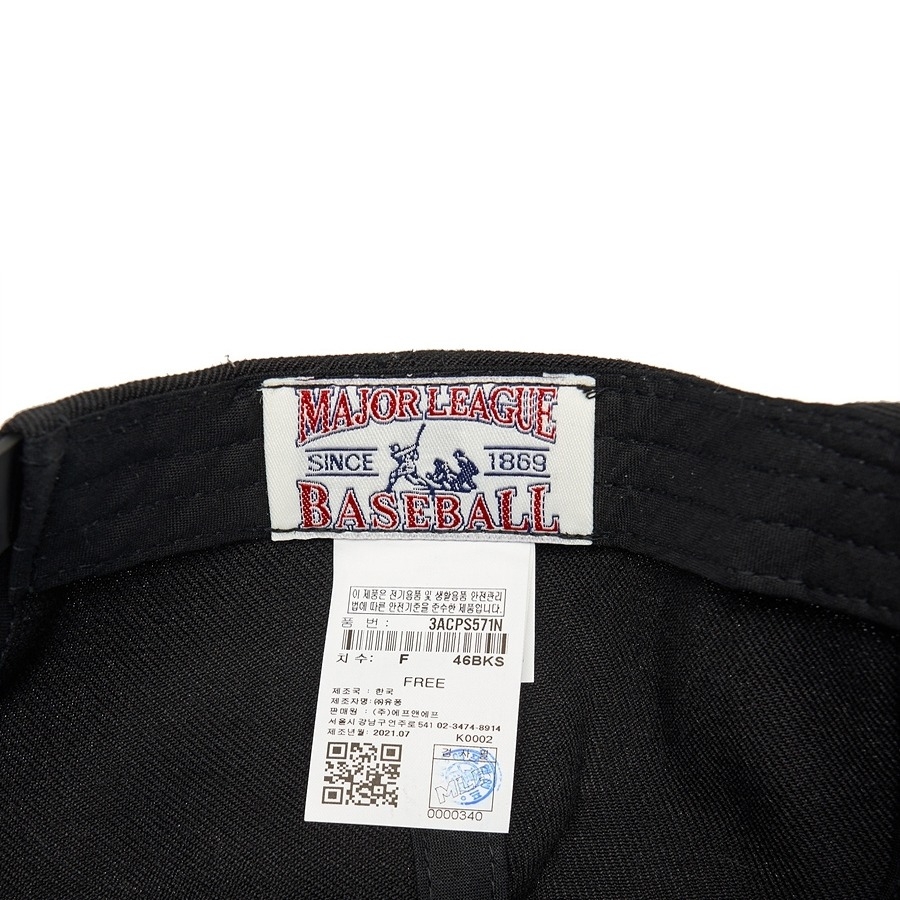 MAJOR LEAGUE
SINCE 1869
BASEBALL
이 제품은 전기용품 및 생활용품 안전관리
법에 따른 안전기준을 준수한 제품입니다.
품 번 : 3ACPS571N
치 수 : F 46BKS
FREE
제조국 : 한국
제조자명 : ㈜유풍
판매원 : (주)에프앤에프
서울시 강남구 언주로 541 02-3474-8914
제조년월 : 2021.07 K0002
검 사 필
0000340